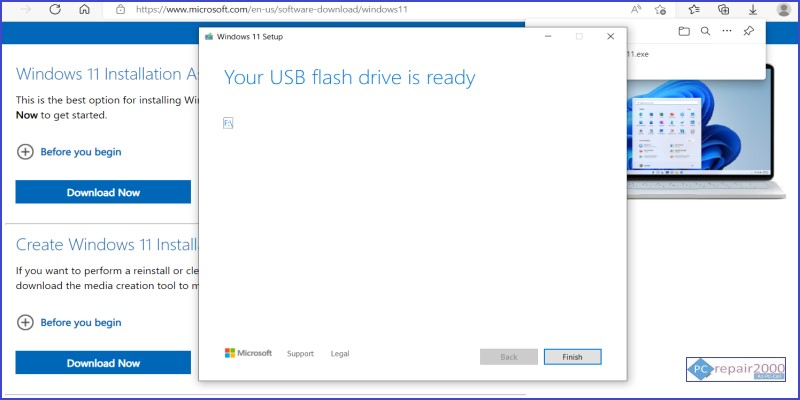 https://www.microsoft.com/en-us/software-download/windows11
Windows 11 Setup
11.exe
Your USB flash drive is ready
F:\
Windows 11 Installation As
This is the best option for installing Win
Now to get started.
Before you begin
Download Now
Create Windows 11 Installa
If you want to perform a reinstall or cle
download the media creation tool to m
Before you begin
Download Now
Microsoft
Support
Legal
Back
Finish
PC repair2000